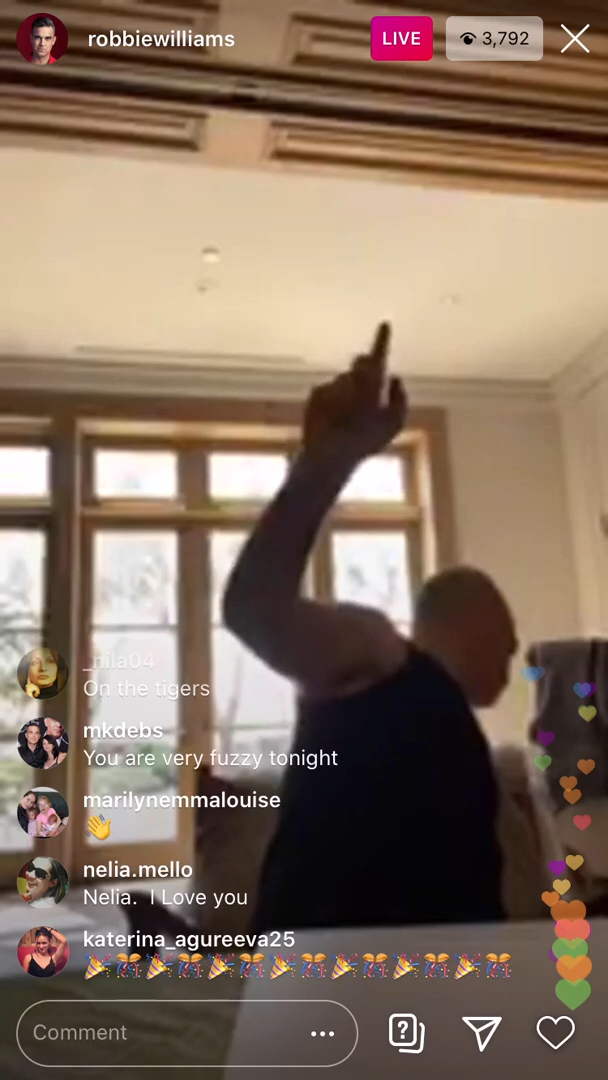 robbiewilliams
LIVE
3,792
_nila04
On the tigers
mkdebs
You are very fuzzy tonight
marilynemmalouise
👋
nelia.mello
Nelia. I Love you
katerina_agureeva25
🎉🎊🎉🎊🎉🎊🎉🎊🎉🎊🎉🎊🎉🎊
Comment